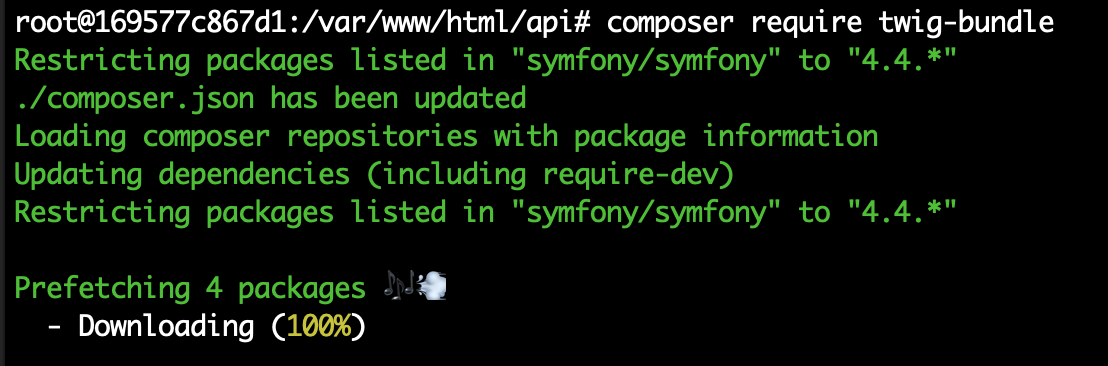 root@169577c867d1:/var/www/html/api# composer require twig-bundle
Restricting packages listed in "symfony/symfony" to "4.4.*"
./composer.json has been updated
Loading composer repositories with package information
Updating dependencies (including require-dev)
Restricting packages listed in "symfony/symfony" to "4.4.*"
Prefetching 4 packages 🎶💨
- Downloading (100%)